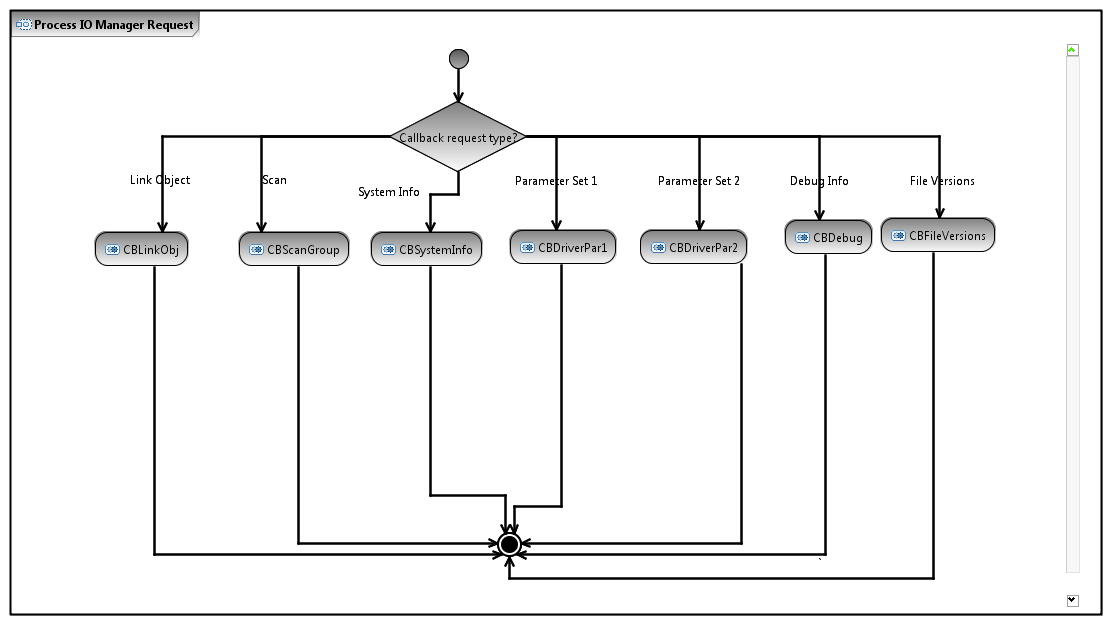 Process IO Manager Request
Callback request type?
Link Object
Scan
System Info
Parameter Set 1
Parameter Set 2
Debug Info
File Versions
CBLinkObj
CBScanGroup
CBSystemInfo
CBDriverPar1
CBDriverPar2
CBDebug
CBFileVersions